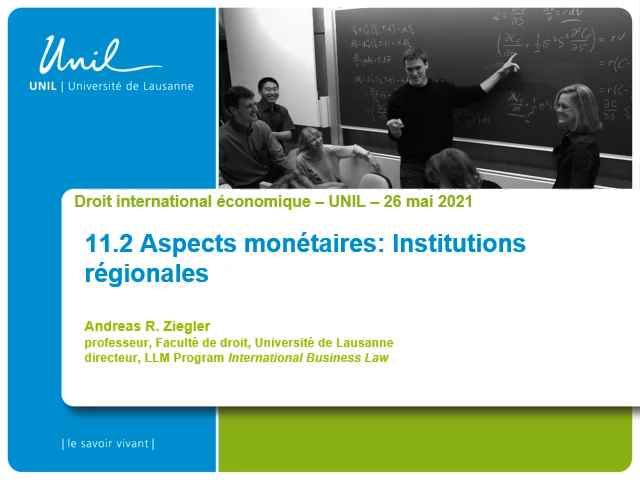 Unil
UNIL | Université de Lausanne
Droit international économique – UNIL – 26 mai 2021
11.2 Aspects monétaires: Institutions
régionales
Andreas R. Ziegler
professeur, Faculté de droit, Université de Lausanne
directeur, LLM Program International Business Law
| le savoir vivant |